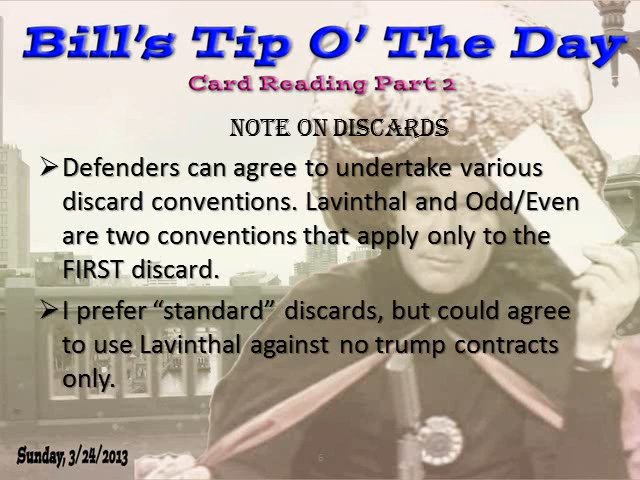 Bill's Tip O' The Day
Card Reading Part 2
NOTE ON DISCARDS
➢ Defenders can agree to undertake various
discard conventions. Lavinthal and Odd/Even
are two conventions that apply only to the
FIRST discard.
➢ I prefer “standard” discards, but could agree
to use Lavinthal against no trump contracts
only.
Sunday, 3/24/2013
6